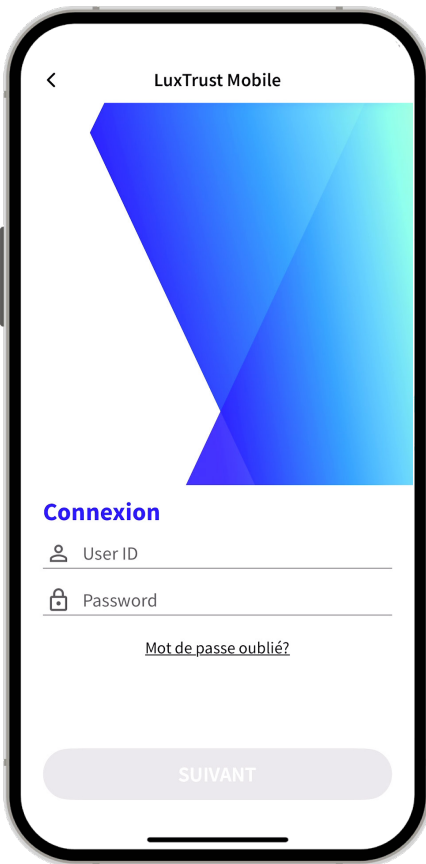 LuxTrust Mobile
Connexion
User ID
Password
Mot de passe oublié?
SUIVANT